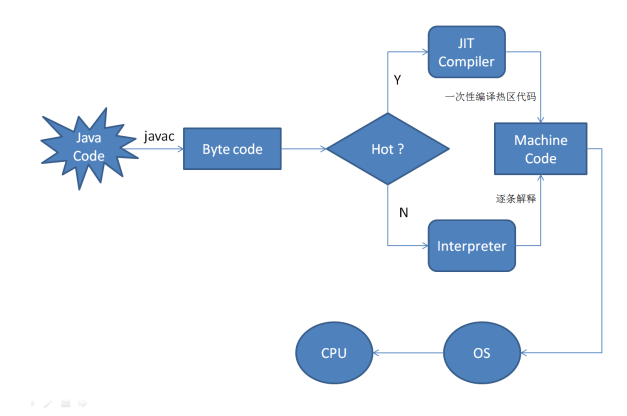 Java
Code
javac
Byte code
Hot ?
Y
JIT
Compiler
一次性编译热区代码
Machine
Code
N
Interpreter
逐条解释
CPU
OS